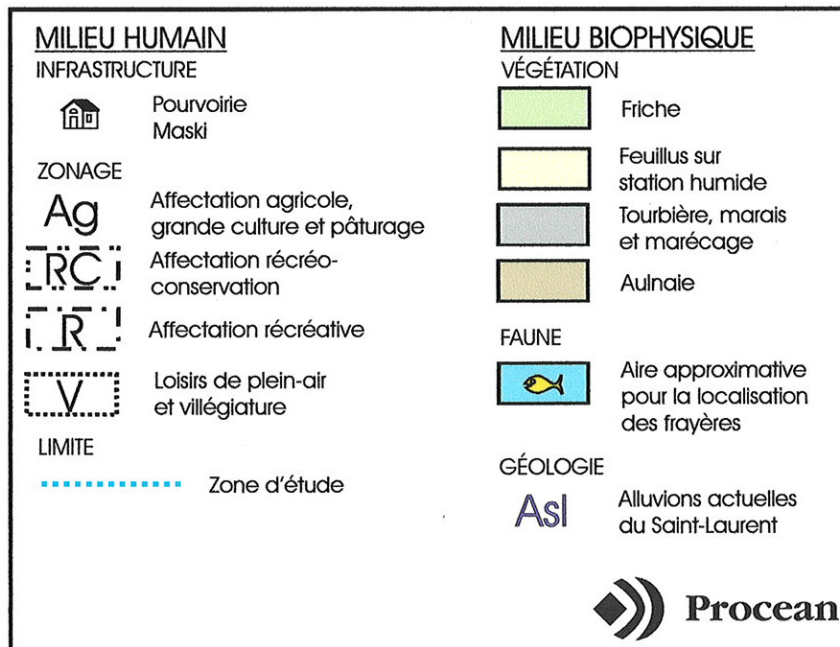 MILIEU HUMAIN
INFRASTRUCTURE
Pourvoirie
Maski
ZONAGE
Ag
Affectation agricole,
grande culture et pâturage
RC
Affectation récréo-
conservation
R
Affectation récréative
V
Loisirs de plein-air
et villégiature
LIMITE
Zone d'étude
MILIEU BIOPHYSIQUE
VÉGÉTATION
Friche
Feuillus sur
station humide
Tourbière, marais
et marécage
Aulnaie
FAUNE
Aire approximative
pour la localisation
des frayères
GÉOLOGIE
Asl
Alluvions actuelles
du Saint-Laurent
Procean